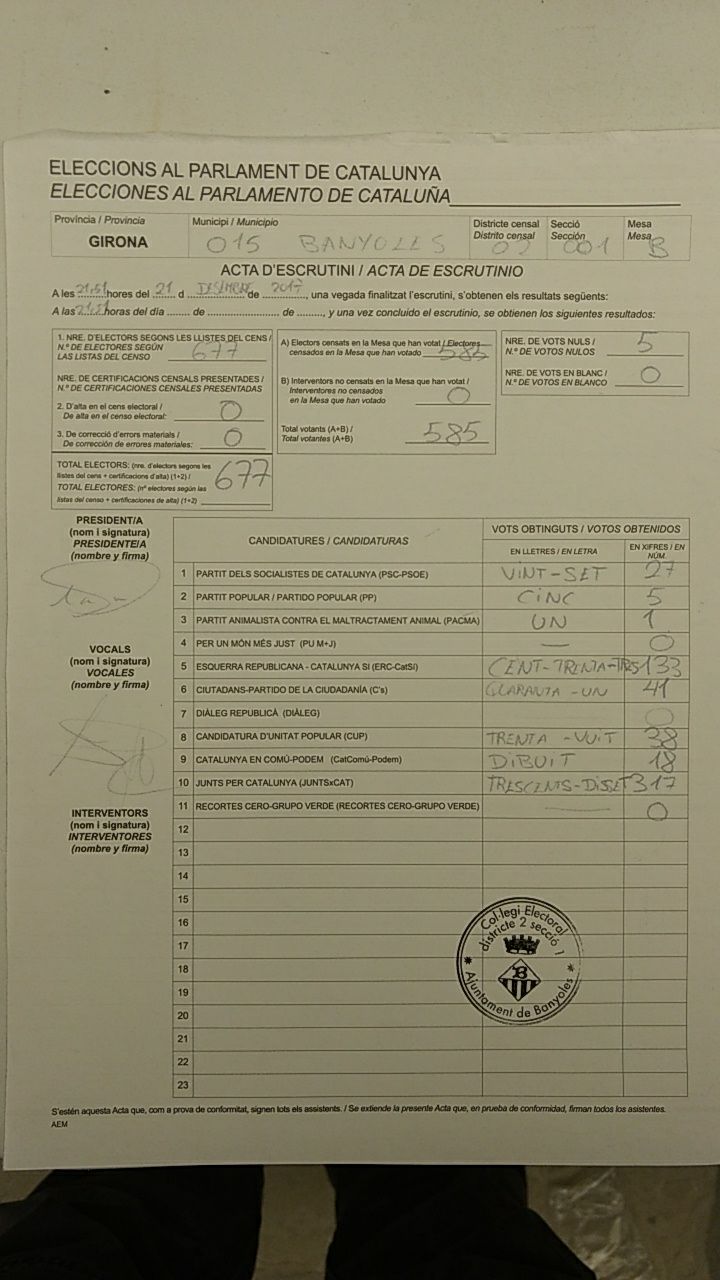 ELECCIONS AL PARLAMENT DE CATALUNYA
ELECCIONES AL PARLAMENTO DE CATALUÑA
Província / Provincia
GIRONA
Municipi / Municipio
015 BANYOLES
Districte censal
Distrito censal
02
Secció
Sección
001
Mesa
Mesa
B
ACTA D'ESCRUTINI / ACTA DE ESCRUTINIO
A les 21,51 hores del 21 d DESEMBRE de 2017, una vegada finalitzat l'escrutini, s'obtenen els resultats següents:
A las 21,51 horas del día ........ de ........ de ........, y una vez concluido el escrutinio, se obtienen los siguientes resultados:
1. NRE. D'ELECTORS SEGONS LES LLISTES DEL CENS /
N.º DE ELECTORES SEGÚN
LAS LISTAS DEL CENSO 677
NRE. DE CERTIFICACIONS CENSALS PRESENTADES /
N.º DE CERTIFICACIONES CENSALES PRESENTADAS
2. D'alta en el cens electoral /
De alta en el censo electoral: 0
3. De correcció d'errors materials /
De corrección de errores materiales: 0
TOTAL ELECTORS: (nre. d'electors segons les
llistes del cens + certificacions d'alta) (1+2) /
TOTAL ELECTORES: (nº electores según las
listas del censo + certificaciones de alta) (1+2) 677
A) Electors censats en la Mesa que han votat / Electores
censados en la Mesa que han votado 585
B) Interventors no censats en la Mesa que han votat /
Interventores no censados
en la Mesa que han votado 0
Total votants (A+B) /
Total votantes (A+B) 585
NRE. DE VOTS NULS /
N.º DE VOTOS NULOS 5
NRE. DE VOTS EN BLANC /
N.º DE VOTOS EN BLANCO 0
PRESIDENT/A
(nom i signatura)
PRESIDENTE/A
(nombre y firma)
VOCALS
(nom i signatura)
VOCALES
(nombre y firma)
INTERVENTORS
(nom i signatura)
INTERVENTORES
(nombre y firma)
CANDIDATURES / CANDIDATURAS
VOTS OBTINGUTS / VOTOS OBTENIDOS
EN LLETRES / EN LETRA
EN XIFRES / EN NÚM.
1 PARTIT DELS SOCIALISTES DE CATALUNYA (PSC-PSOE) VINT-SET 27
2 PARTIT POPULAR / PARTIDO POPULAR (PP) CINC 5
3 PARTIT ANIMALISTA CONTRA EL MALTRACTAMENT ANIMAL (PACMA) UN 1
4 PER UN MÓN MÉS JUST (PU M+J) — 0
5 ESQUERRA REPUBLICANA - CATALUNYA SI (ERC-CatSí) CENT-TRENTA-TRES 133
6 CIUTADANS-PARTIDO DE LA CIUDADANÍA (C's) QUARANTA-UN 41
7 DIÀLEG REPUBLICÀ (DIÀLEG) 0
8 CANDIDATURA D'UNITAT POPULAR (CUP) TRENTA-VUIT 38
9 CATALUNYA EN COMÚ-PODEM (CatComú-Podem) DIBUIT 18
10 JUNTS PER CATALUNYA (JUNTSxCAT) TRESCENTS-DISSET 317
11 RECORTES CERO-GRUPO VERDE (RECORTES CERO-GRUPO VERDE) — 0
12
13
14
15
16
17
18
19
20
21
22
23
Col·legi Electoral
districte 2 secció 1
B
Ajuntament de Banyoles
S'estén aquesta Acta que, com a prova de conformitat, signen tots els assistents. / Se extiende la presente Acta que, en prueba de conformidad, firman todos los asistentes.
AEM